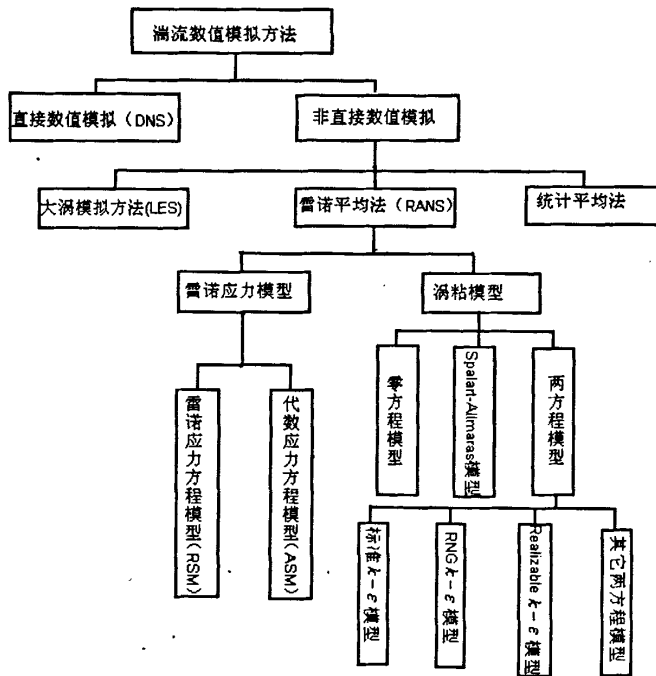 湍流数值模拟方法
直接数值模拟（DNS）
非直接数值模拟
大涡模拟方法(LES)
雷诺平均法（RANS）
统计平均法
雷诺应力模型
涡粘模型
雷诺应力方程模型(RSM)
代数应力方程模型(ASM)
零方程模型
Spalart-Alimaras模型
两方程模型
标准k-ε模型
RNG k-ε模型
Realizable k-ε模型
其它两方程模型